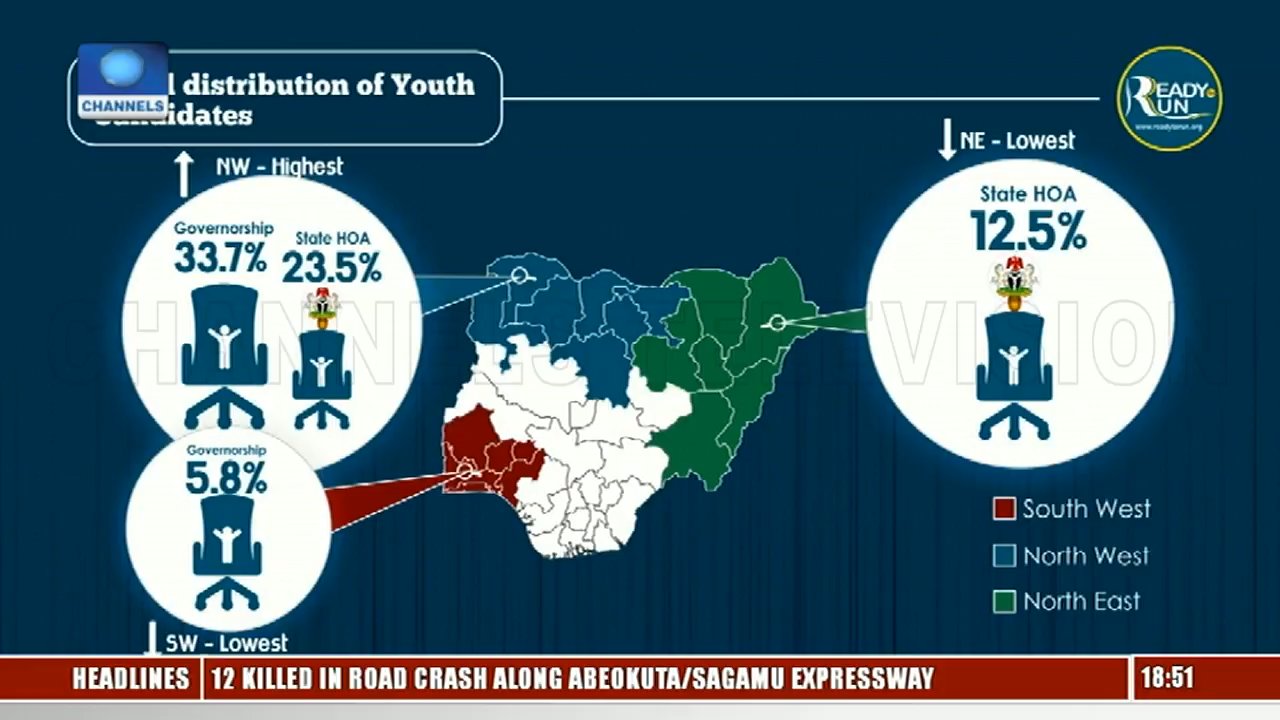 CHANNELS
distribution of Youth
READY
RUN
www.readytorun.org
NW - Highest
Governorship
33.7%
State HOA
23.5%
NE - Lowest
State HOA
12.5%
CHANNELS TELEVISION
Governorship
5.8%
SW - Lowest
South West
North West
North East
HEADLINES
12 KILLED IN ROAD CRASH ALONG ABEOKUTA/SAGAMU EXPRESSWAY
18:51